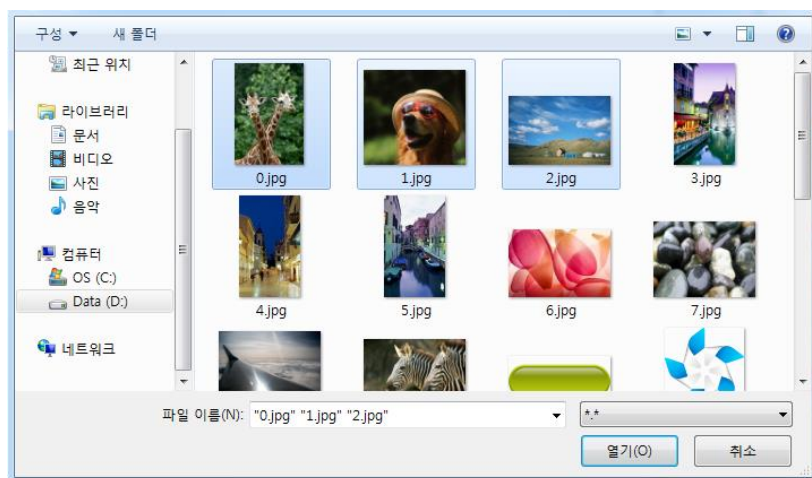 구성 새 폴더
최근 위치
라이브러리
문서
비디오
사진
음악
컴퓨터
OS (C:)
Data (D:)
네트워크
0.jpg 1.jpg 2.jpg 3.jpg
4.jpg 5.jpg 6.jpg 7.jpg
파일 이름(N): "0.jpg" "1.jpg" "2.jpg" *.*
열기(O) 취소